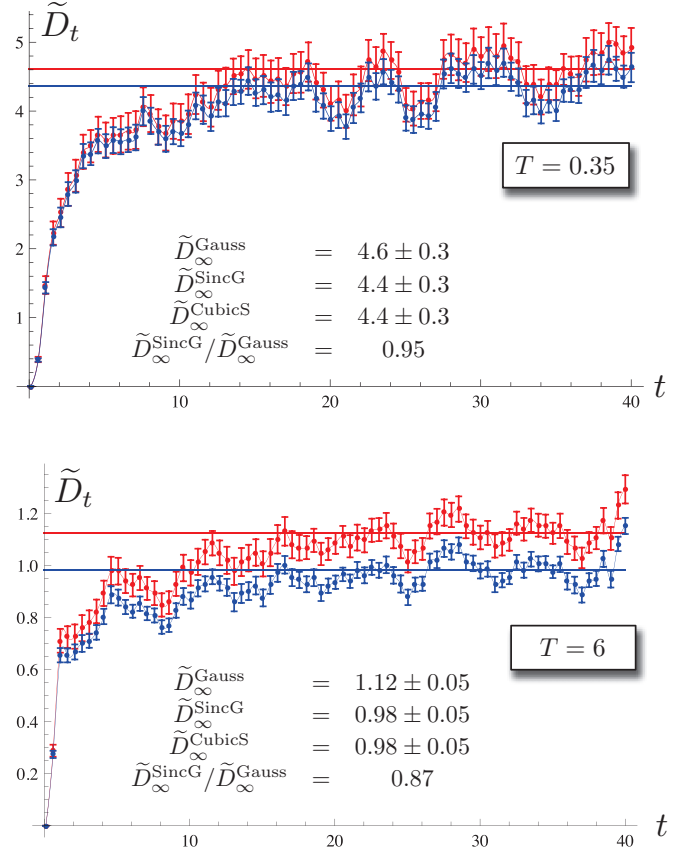 D̃_t
5
4
3
2
1
T = 0.35
D̃_∞^Gauss = 4.6 ± 0.3
D̃_∞^SincG = 4.4 ± 0.3
D̃_∞^CubicS = 4.4 ± 0.3
D̃_∞^SincG/D̃_∞^Gauss = 0.95
10 20 30 40 t
D̃_t
1.2
1.0
0.8
0.6
0.4
0.2
T = 6
D̃_∞^Gauss = 1.12 ± 0.05
D̃_∞^SincG = 0.98 ± 0.05
D̃_∞^CubicS = 0.98 ± 0.05
D̃_∞^SincG/D̃_∞^Gauss = 0.87
10 20 30 40 t